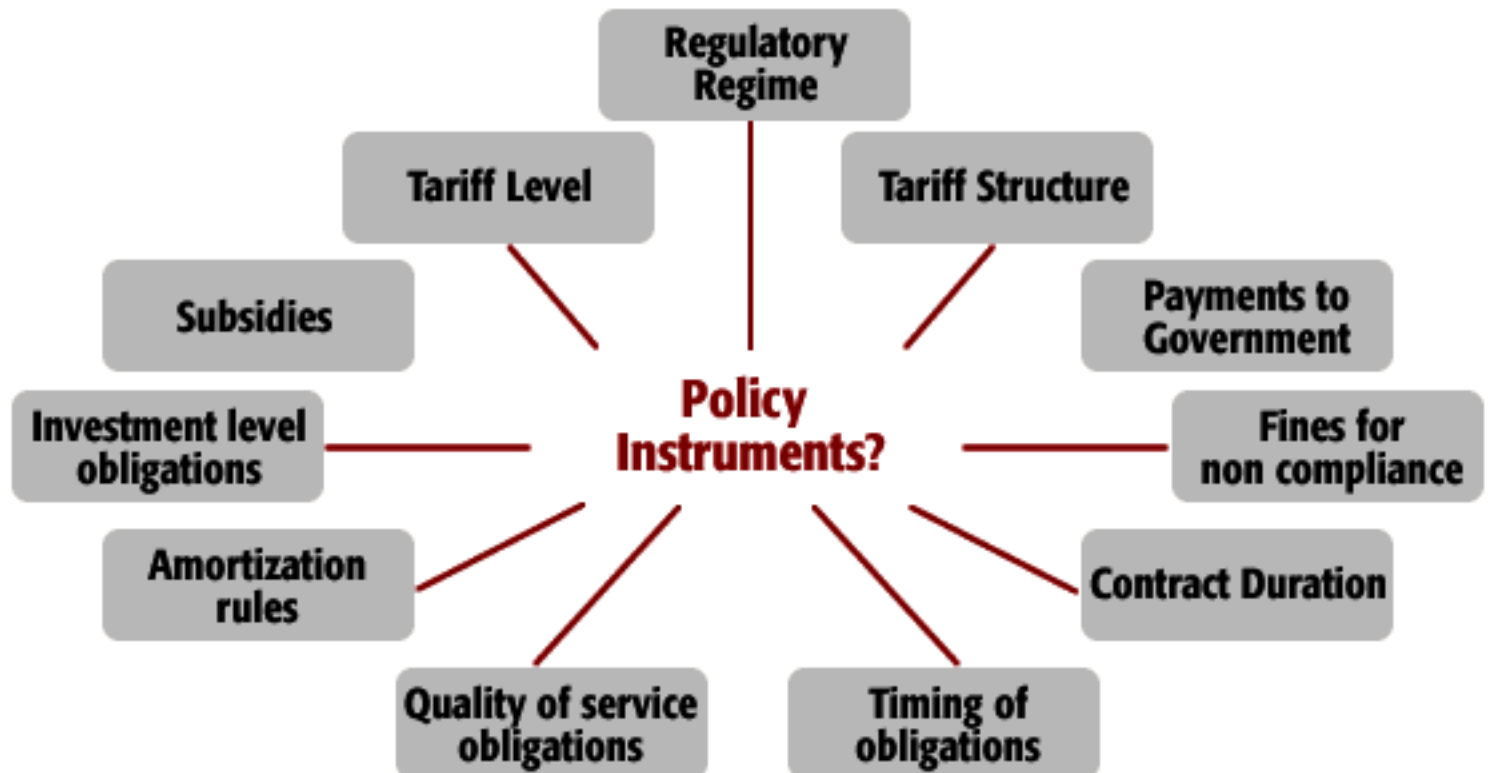 Regulatory
Regime
Tariff Level
Tariff Structure
Subsidies
Payments to
Government
Policy
Instruments?
Investment level
obligations
Fines for
non compliance
Amortization
rules
Contract Duration
Quality of service
obligations
Timing of
obligations